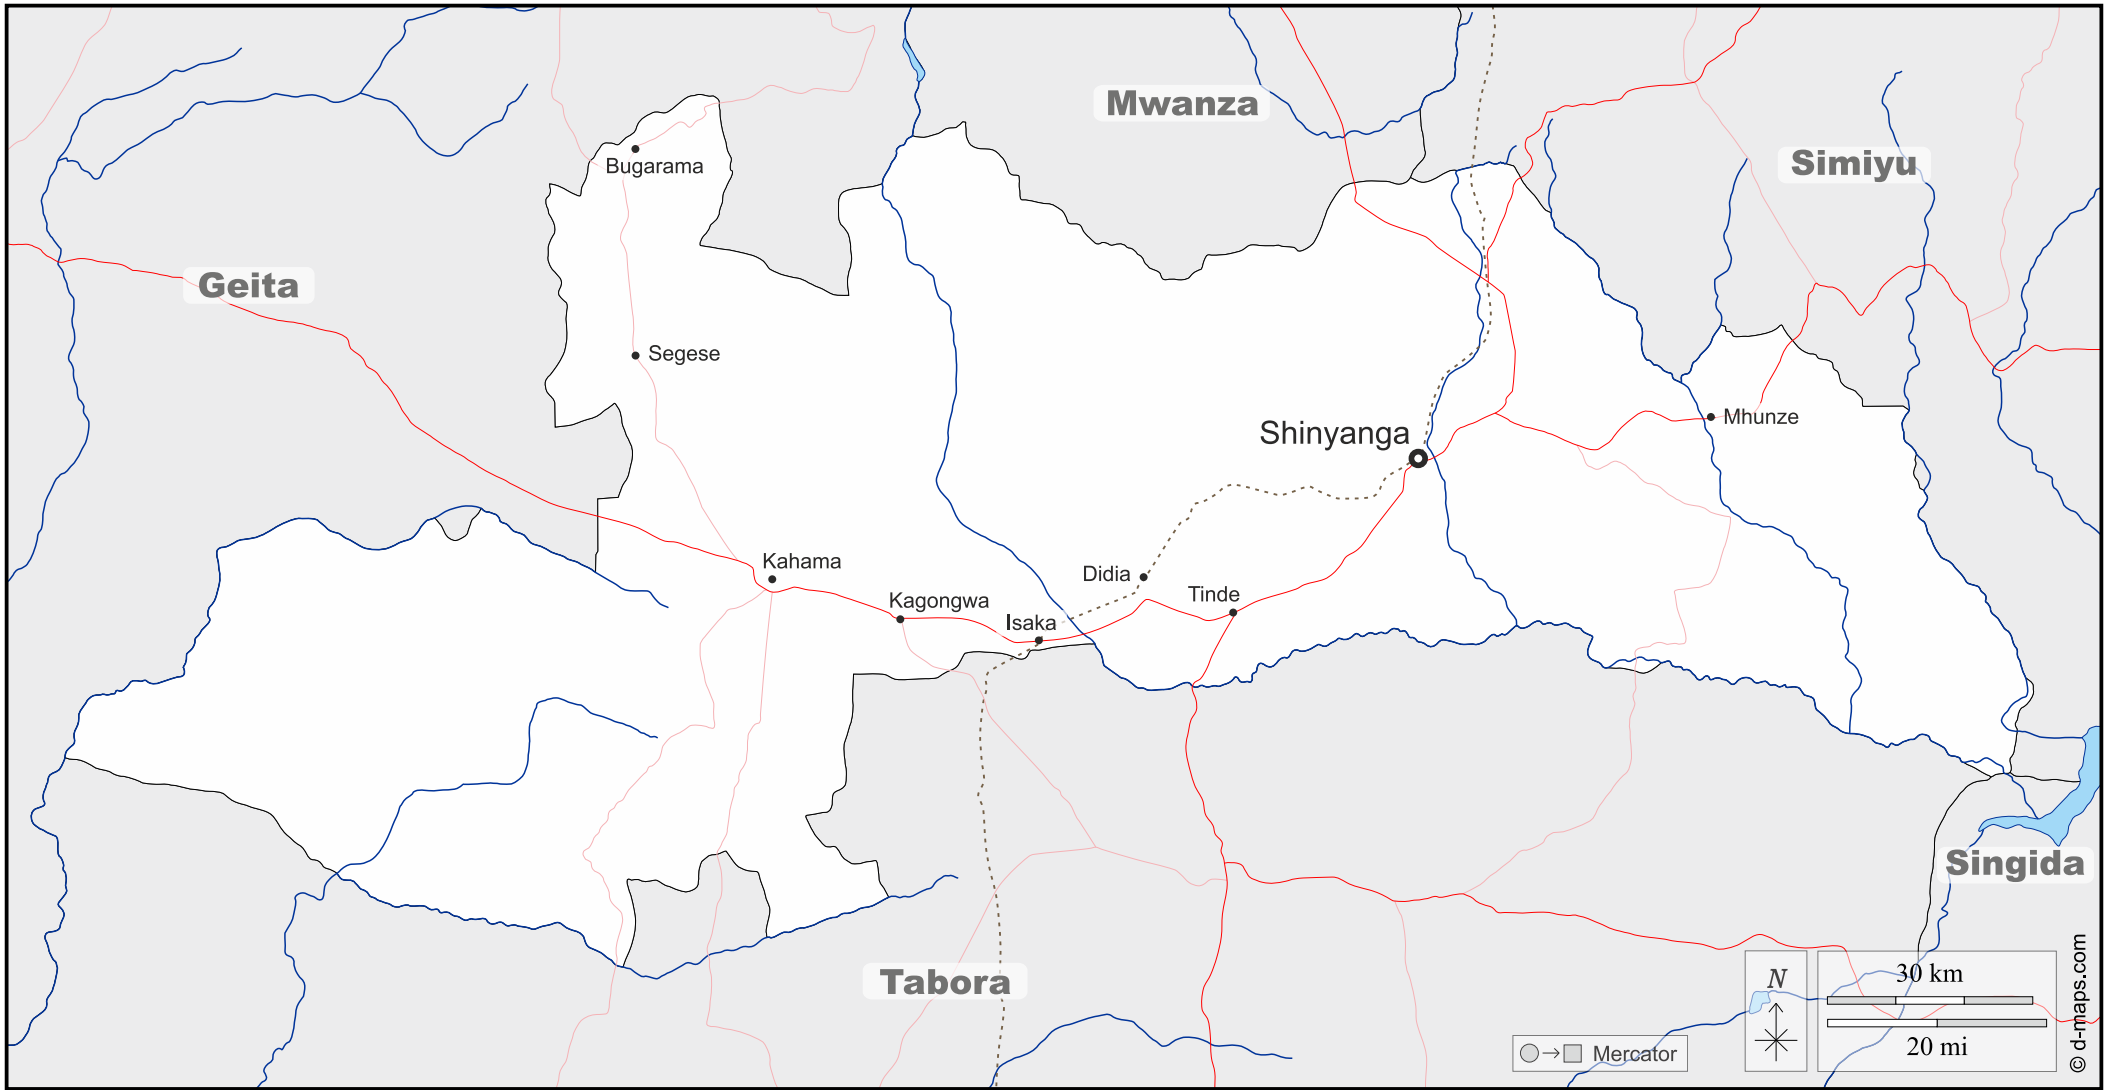 Mwanza
Simiyu
Bugarama
Geita
Segese
Mhunze
Shinyanga
Kahama
Didia
Tinde
Kagongwa
Isaka
Singida
Tabora
N
30 km
20 mi
Mercator
© d-maps.com